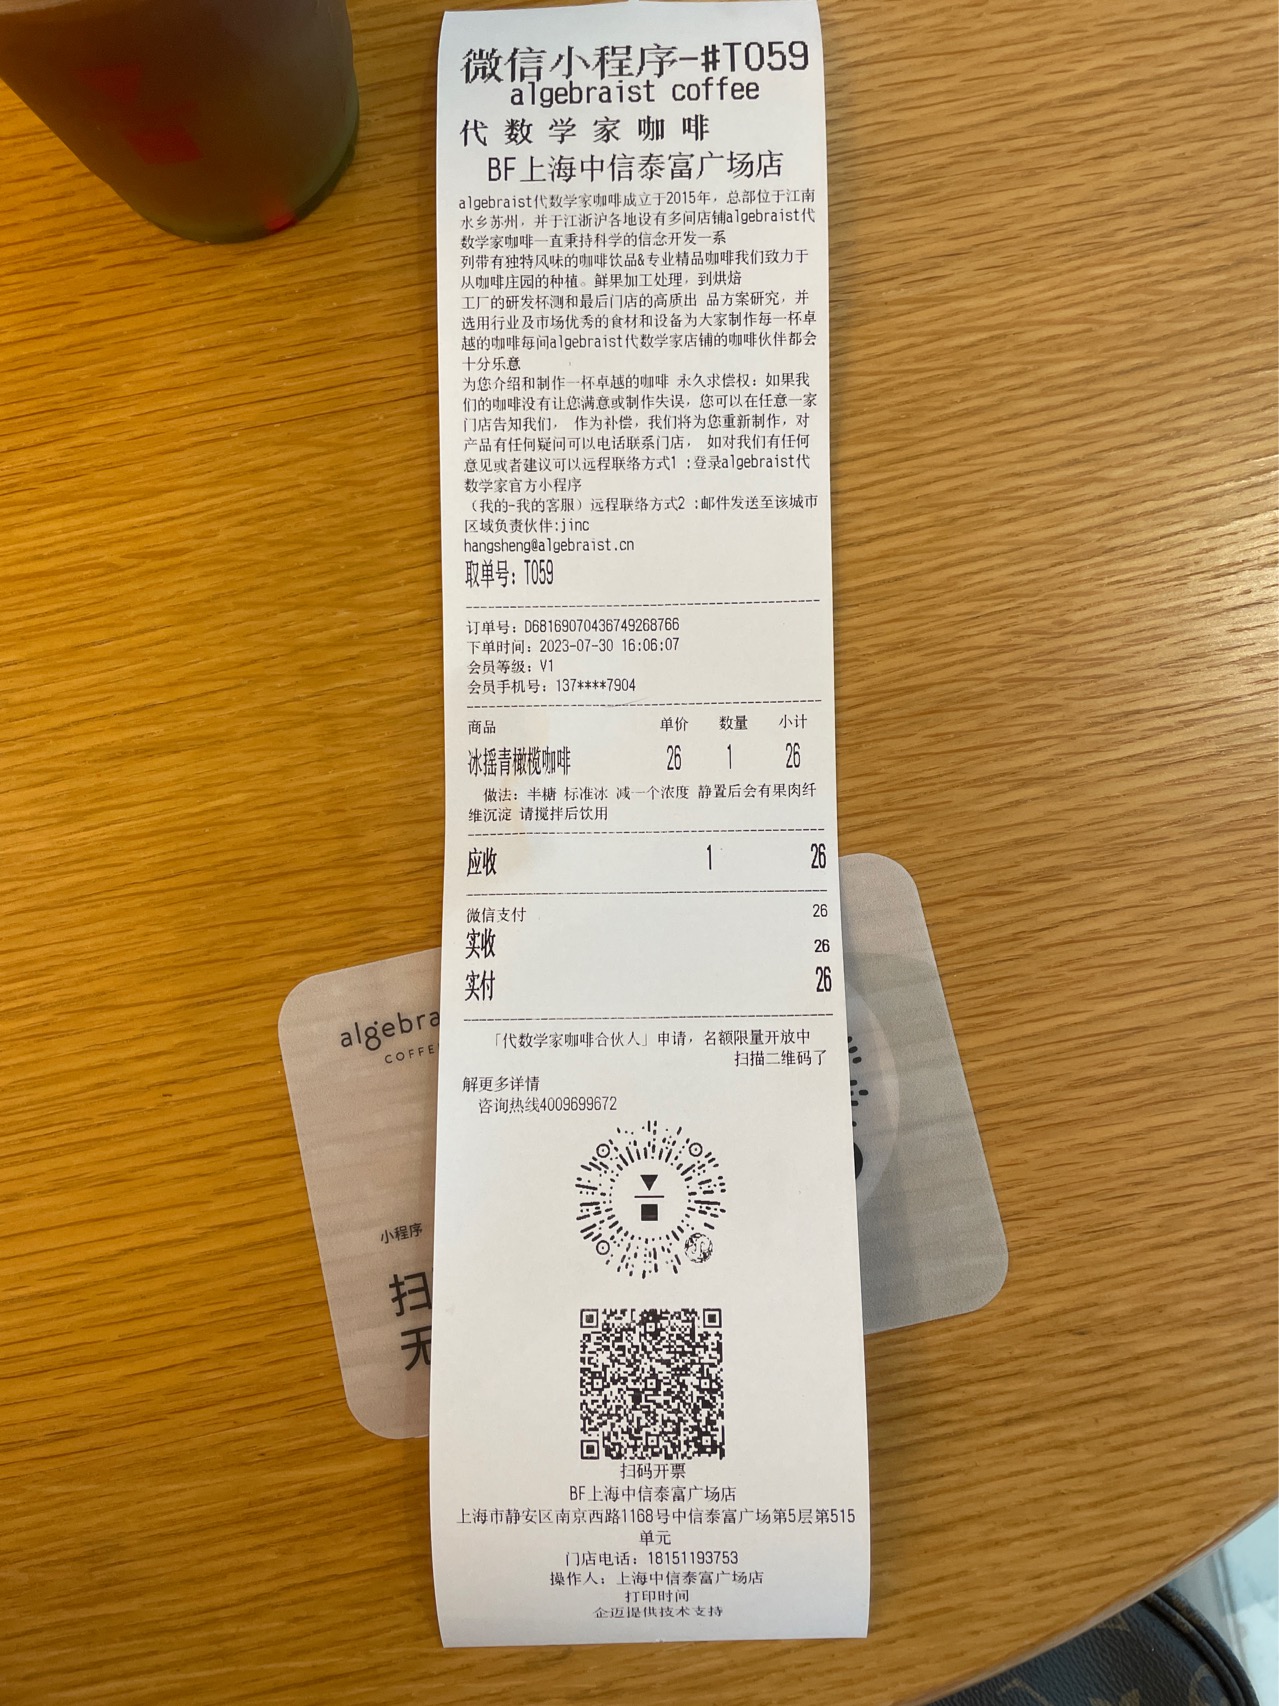 微信小程序-#T059
algebraist coffee
代数学家咖啡
BF上海中信泰富广场店
algebraist代数学家咖啡成立于2015年，总部位于江南
水乡苏州，并于江浙沪各地设有多间店铺algebraist代
数学家咖啡一直秉持科学的信念开发一系
列带有独特风味的咖啡饮品&专业精品咖啡我们致力于
从咖啡庄园的种植。鲜果加工处理，到烘焙
工厂的研发杯测和最后门店的高质出 品方案研究，并
选用行业及市场优秀的食材和设备为大家制作每一杯卓
越的咖啡每间algebraist代数学家店铺的咖啡伙伴都会
十分乐意
为您介绍和制作一杯卓越的咖啡 永久求偿权：如果我
们的咖啡没有让您满意或制作失误，您可以在任意一家
门店告知我们， 作为补偿，我们将为您重新制作，对
产品有任何疑问可以电话联系门店， 如对我们有任何
意见或者建议可以远程联络方式1 :登录algebraist代
数学家官方小程序
（我的-我的客服）远程联络方式2 :邮件发送至该城市
区域负责伙伴:jinc
hangsheng@algebraist.cn
取单号：T059
订单号：D68169070436749268766
下单时间：2023-07-30 16:06:07
会员等级：V1
会员手机号：137****7904
商品 单价 数量 小计
冰摇青橄榄咖啡 26 1 26
做法：半糖 标准冰 减一个浓度 静置后会有果肉纤
维沉淀 请搅拌后饮用
应收 1 26
微信支付 26
实收 26
实付 26
「代数学家咖啡合伙人」申请，名额限量开放中
扫描二维码了
解更多详情
咨询热线4009699672
扫码开票
BF上海中信泰富广场店
上海市静安区南京西路1168号中信泰富广场第5层第515
单元
门店电话：18151193753
操作人：上海中信泰富广场店
打印时间
企迈提供技术支持
algebra
COFFE
小程序
扫
无